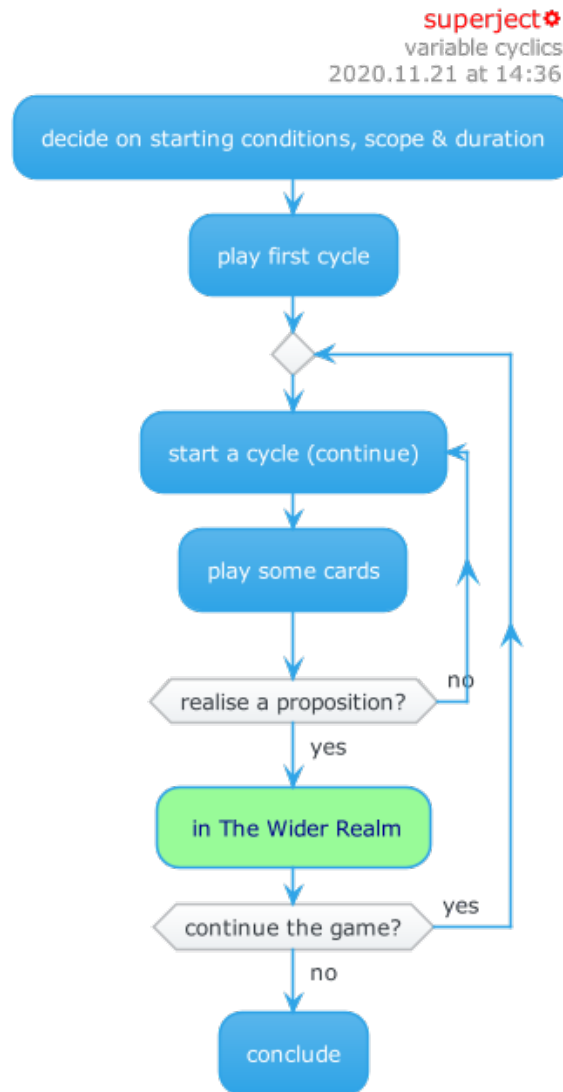 superject
variable cyclics
2020.11.21 at 14:36
decide on starting conditions, scope & duration
play first cycle
start a cycle (continue)
play some cards
realise a proposition?
no
yes
in The Wider Realm
continue the game?
yes
no
conclude